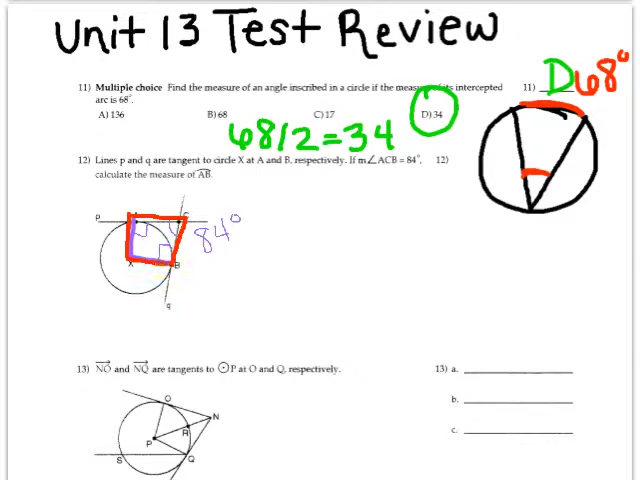 Unit 13 Test Review
11) Multiple choice Find the measure of an angle inscribed in a circle if the measure of its intercepted
arc is 68°.
11) D 68°
A) 136 B) 68 C) 17 D) 34
68/2=34
12) Lines p and q are tangent to circle X at A and B, respectively. If m∠ACB = 84°, 12)
calculate the measure of AB.
p C
84°
X B
q
13) NO and NQ are tangents to ⊙P at O and Q, respectively. 13) a.
O
b.
N
R
P
c.
S Q